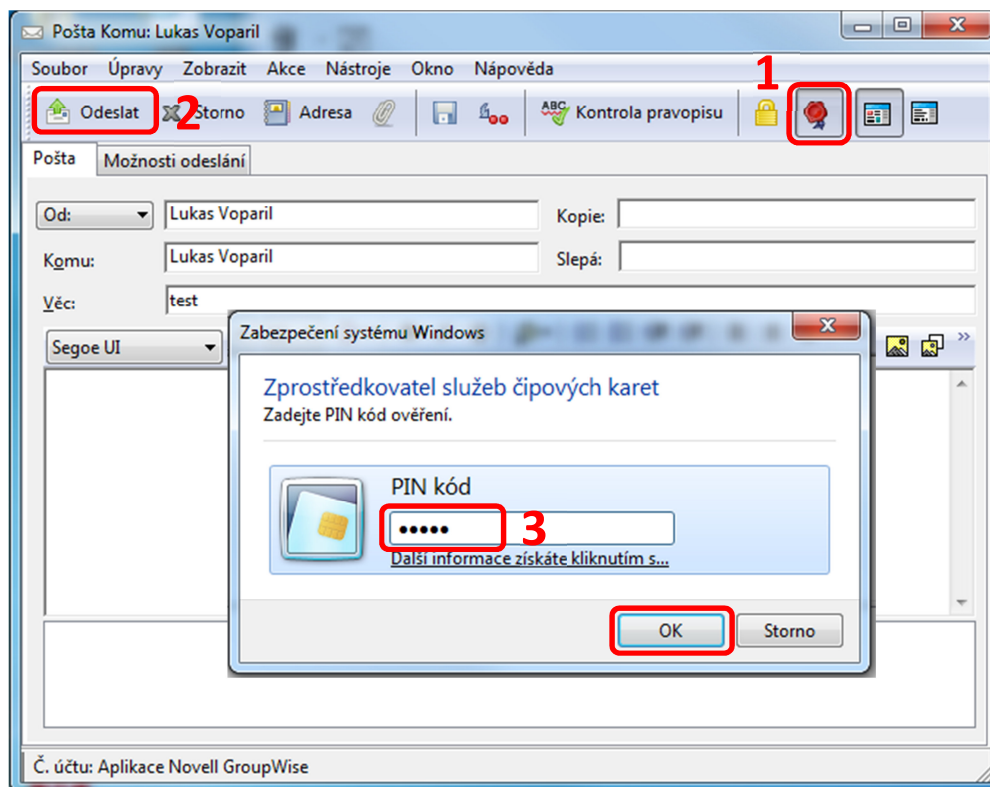 Pošta Komu: Lukas Voparil
Soubor Úpravy Zobrazit Akce Nástroje Okno Nápověda
1
Odeslat 2 Storno Adresa ABC Kontrola pravopisu
Pošta Možnosti odeslání
Od: Lukas Voparil Kopie:
Komu: Lukas Voparil Slepá:
Věc: test
Segoe UI
Zabezpečení systému Windows
Zprostředkovatel služeb čipových karet
Zadejte PIN kód ověření.
PIN kód
••••• 3
Další informace získáte kliknutím s...
OK Storno
Č. účtu: Aplikace Novell GroupWise